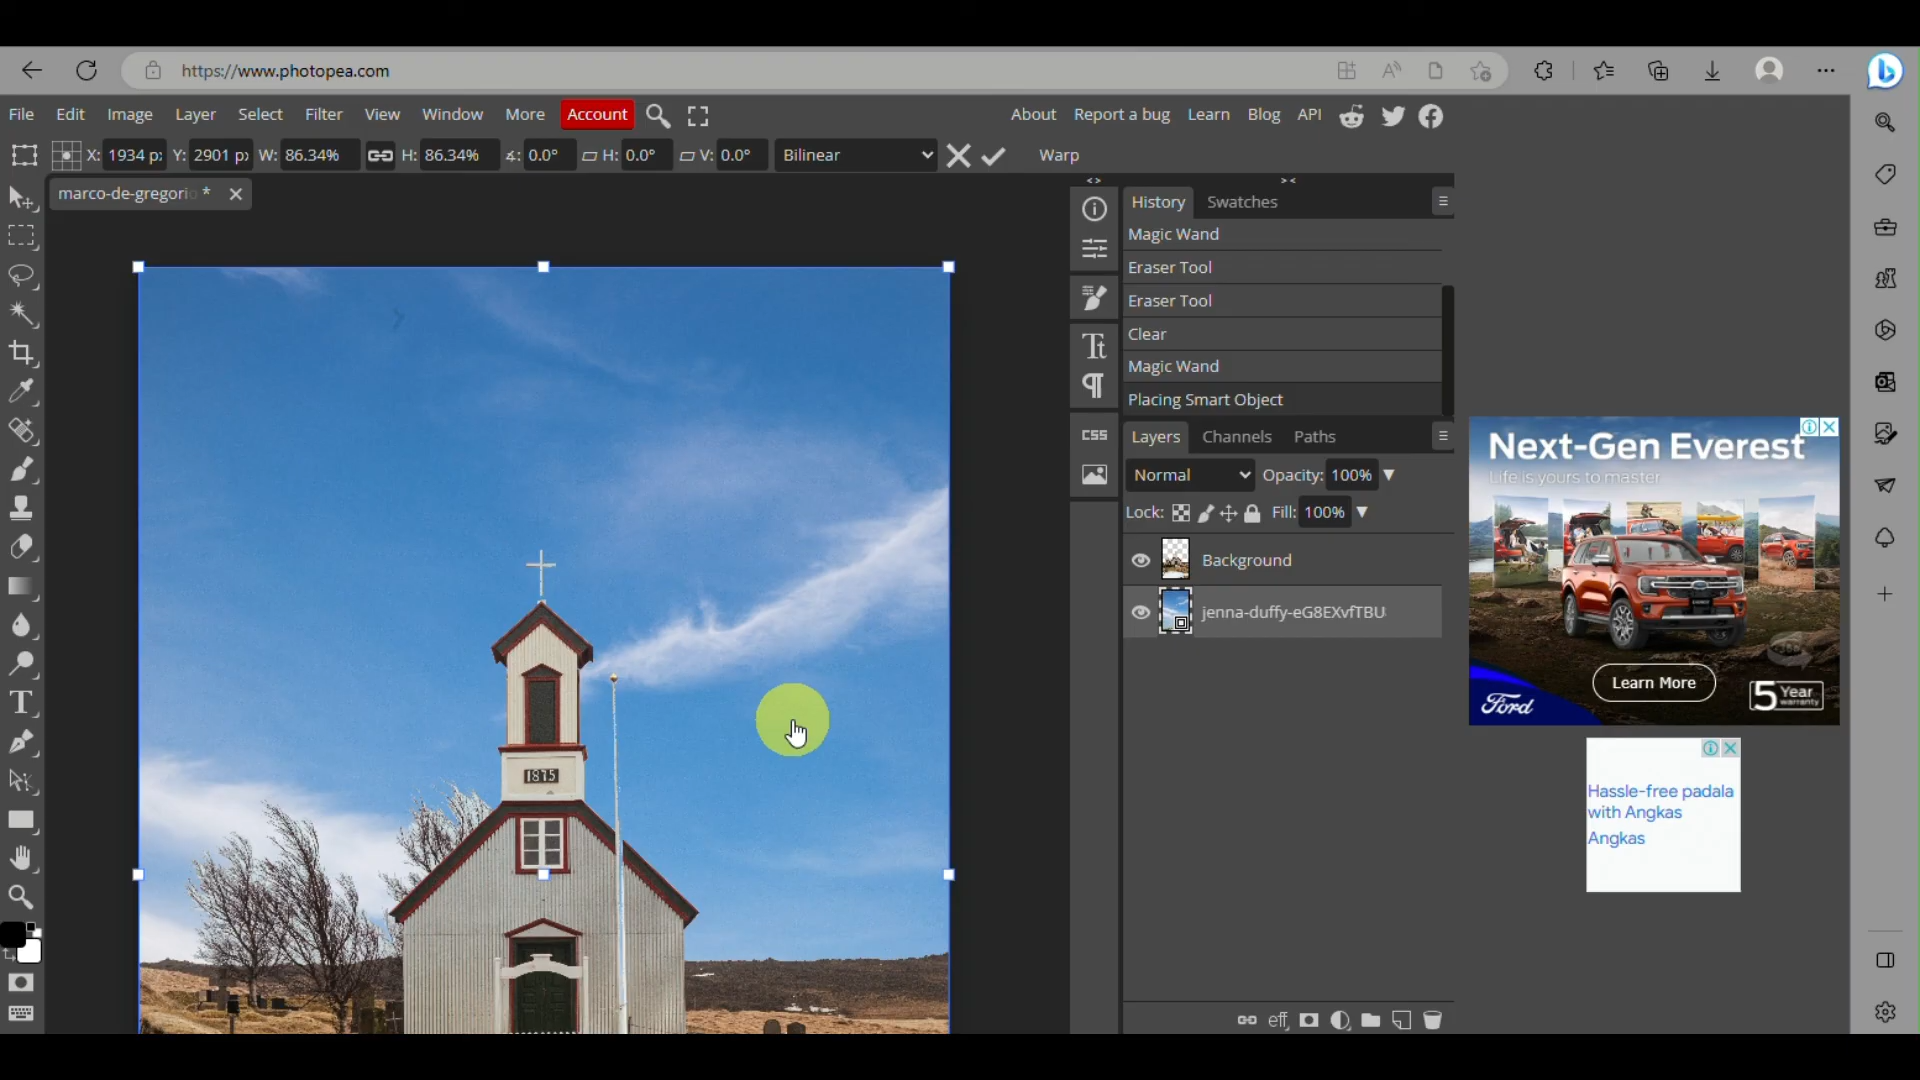 https://www.photopea.com
File Edit Image Layer Select Filter View Window More Account About Report a bug Learn Blog API
X: 1934 p: Y: 2901 p: W: 86.34% H: 86.34% ∡: 0.0° H: 0.0° V: 0.0° Bilinear Warp
marco-de-gregorio *
History Swatches
Magic Wand
Eraser Tool
Eraser Tool
Clear
Magic Wand
Placing Smart Object
CSS
Layers Channels Paths
Normal Opacity: 100%
Lock: Fill: 100%
Background
jenna-duffy-eG8EXvfTBU
eff
1875
Next-Gen Everest
Life is yours to master
Learn More
Ford
5 Year
warranty
Hassle-free padala
with Angkas
Angkas